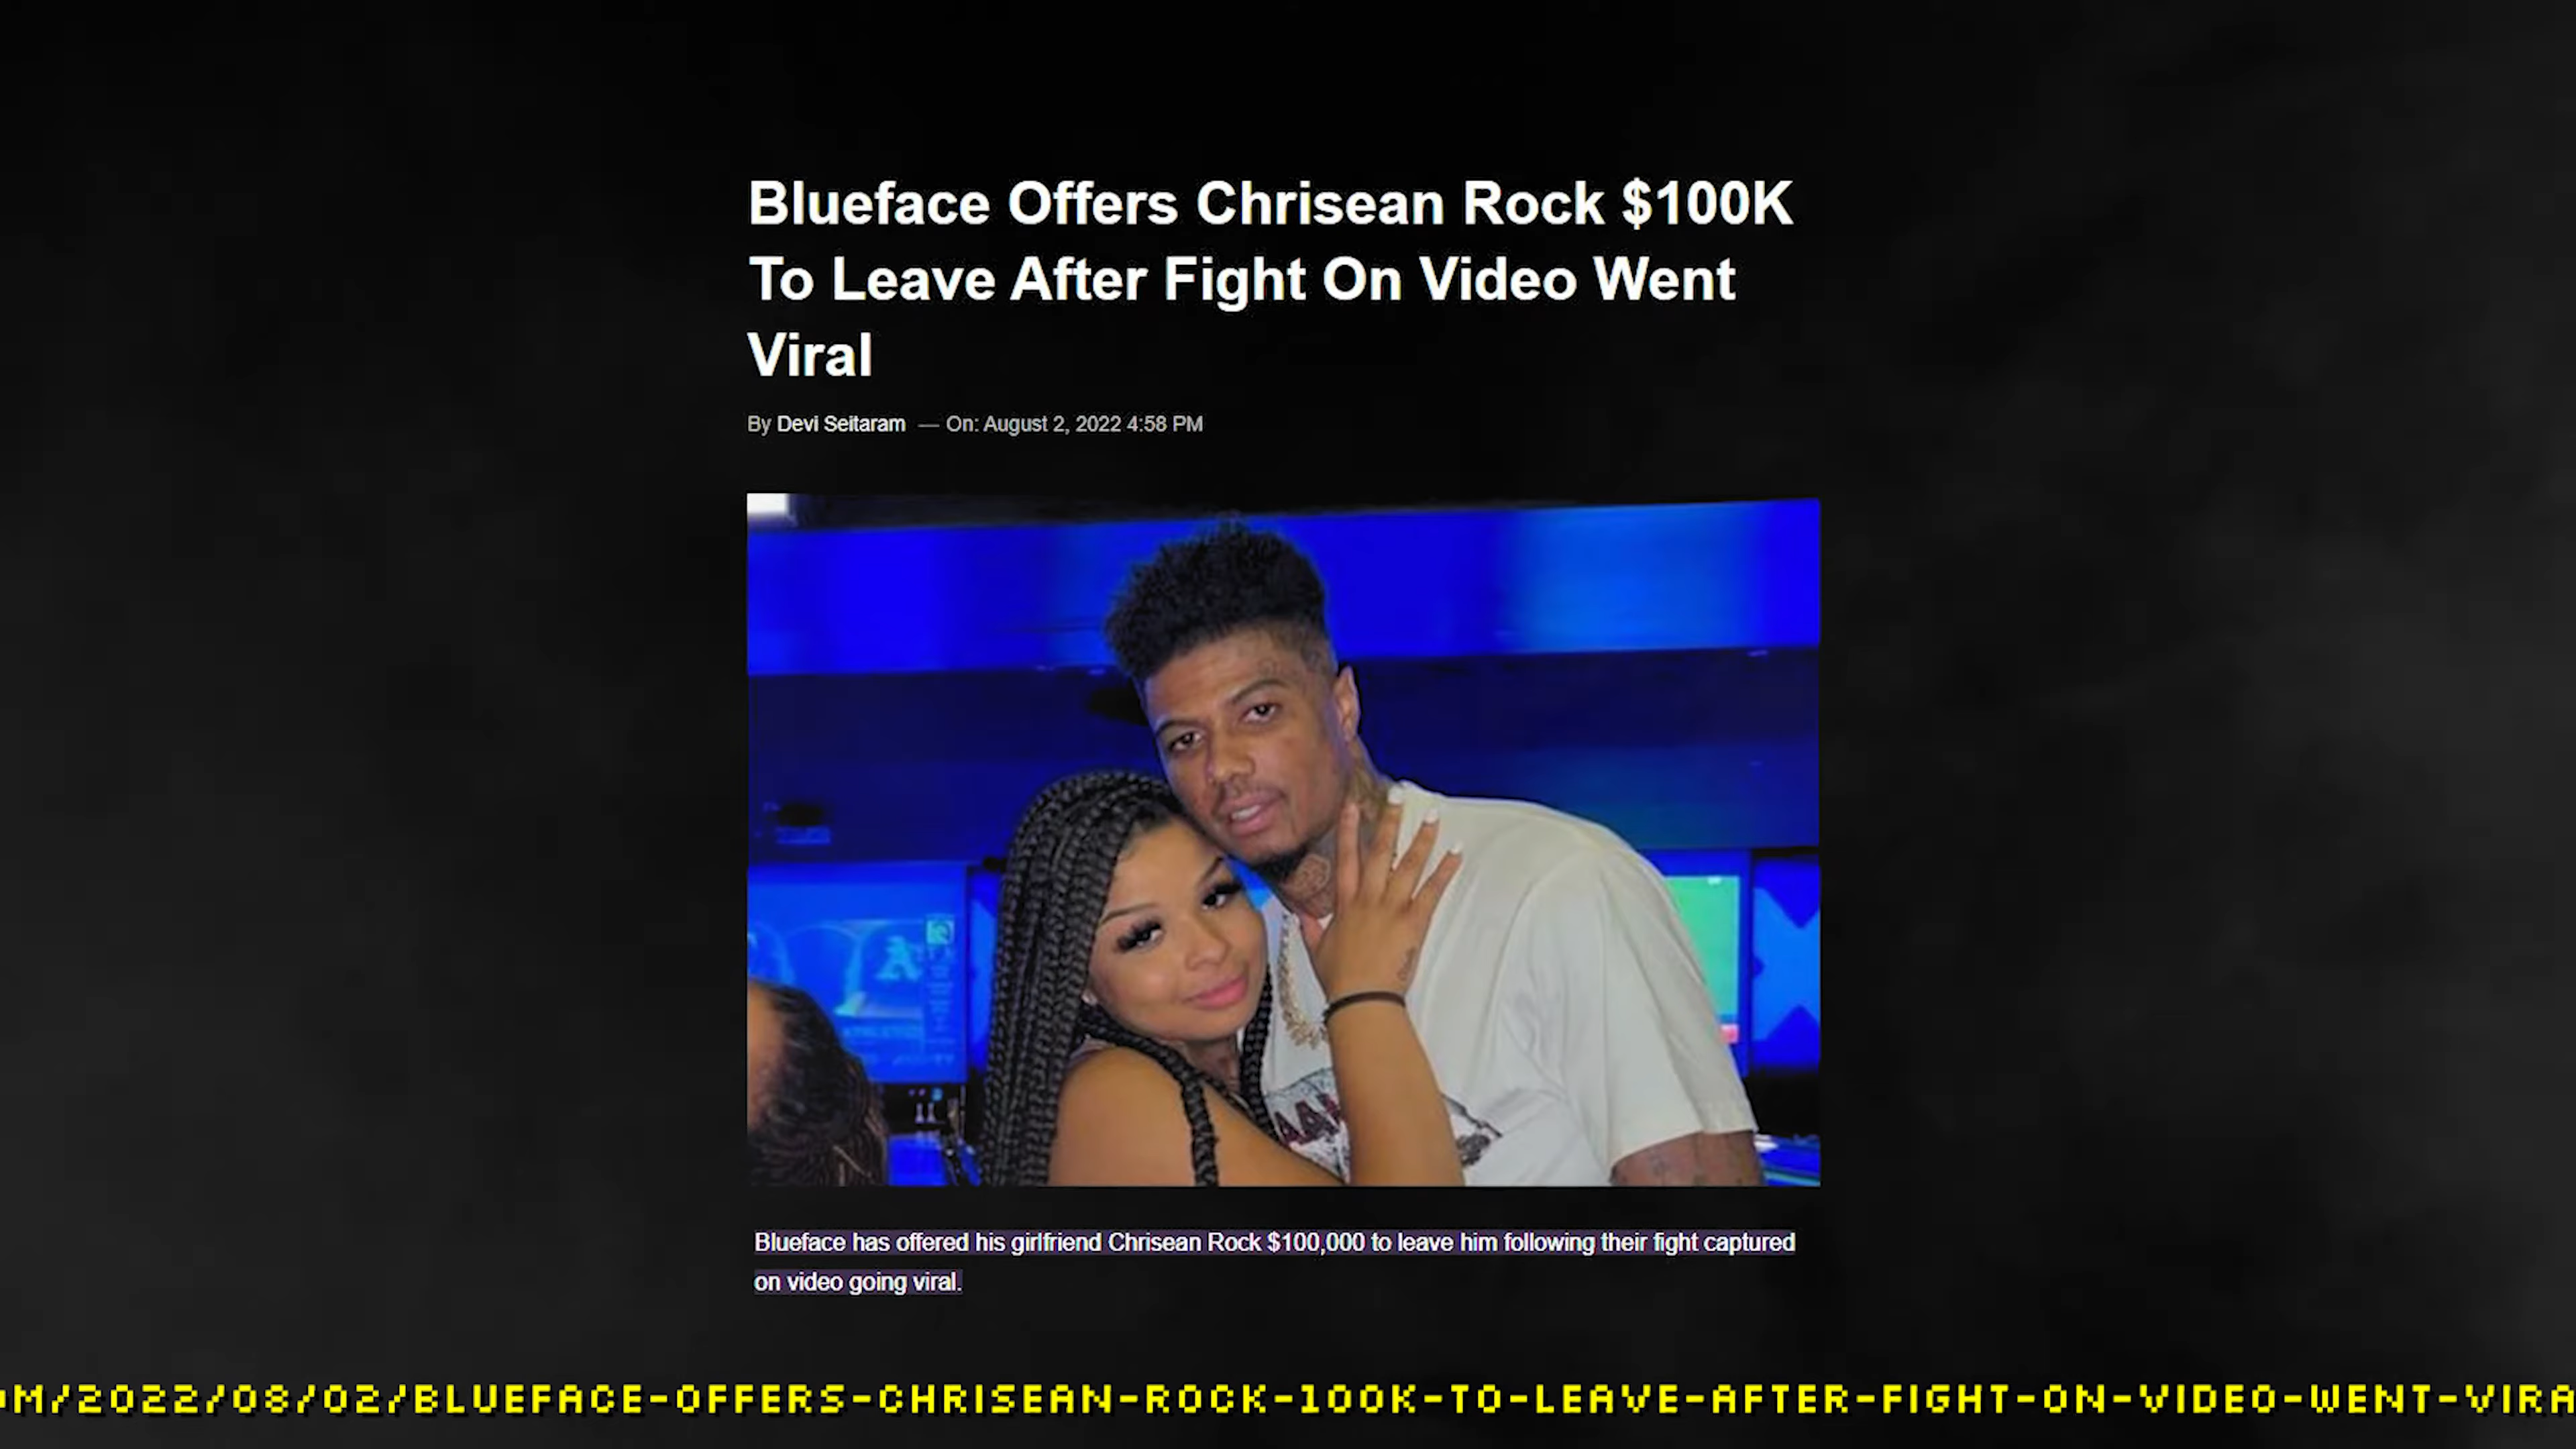 Blueface Offers Chrisean Rock $100K
To Leave After Fight On Video Went
Viral
By Devi Seitaram — On: August 2, 2022 4:58 PM
Blueface has offered his girlfriend Chrisean Rock $100,000 to leave him following their fight captured
on video going viral.
M/2022/08/02/BLUEFACE-OFFERS-CHRISEAN-ROCK-100K-TO-LEAVE-AFTER-FIGHT-ON-VIDEO-WENT-VIRA